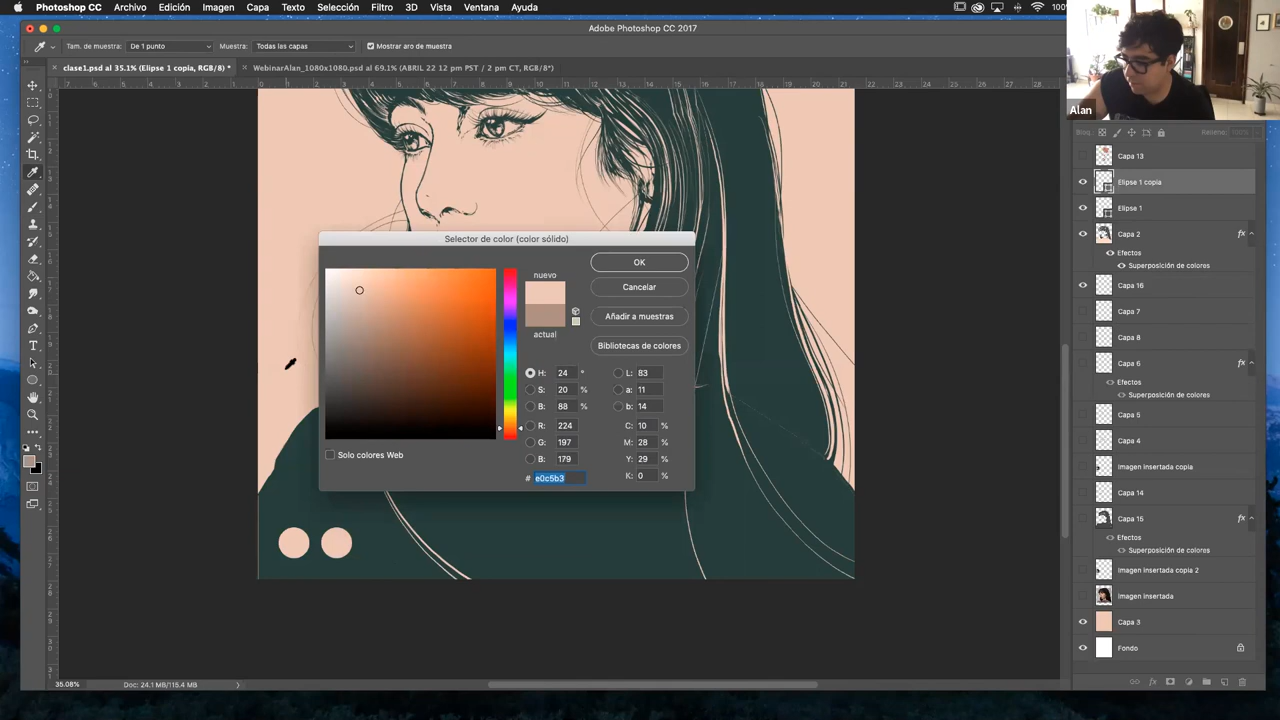 Photoshop CC Archivo Edición Imagen Capa Texto Selección Filtro 3D Vista Ventana Ayuda
Adobe Photoshop CC 2017
Tam. de muestra: De 1 punto Muestra: Todas las capas Mostrar aro de muestreo
clase1.psd al 35.1% (Elipse 1 copia, RGB/8) * WebinarAlan_1080x1080.psd al 69.1% (ABRIL 22 12 pm PST / 2 pm CT, RGB/8*)
Alan
Relleno:
Capa 13
Elipse 1 copia
Elipse 1
Capa 2 fx
Efectos
Superposición de colores
Capa 16
Capa 7
Capa 8
Capa 6
Efectos
Superposición de colores
Capa 5
Capa 4
Imagen insertada copia
Capa 14
Capa 15 fx
Efectos
Superposición de colores
Imagen insertada copia 2
Imagen insertada
Capa 3
Fondo
Selector de color (color sólido)
nuevo
actual
OK
Cancelar
Añadir a muestras
Bibliotecas de colores
H: 24 ° L: 83
S: 20 % a: 11
B: 88 % b: 14
R: 224 C: 10 %
G: 197 M: 28 %
B: 179 Y: 29 %
# e0c5b3 K: 0 %
Solo colores Web
35.08% Doc: 24.1 MB/115.4 MB